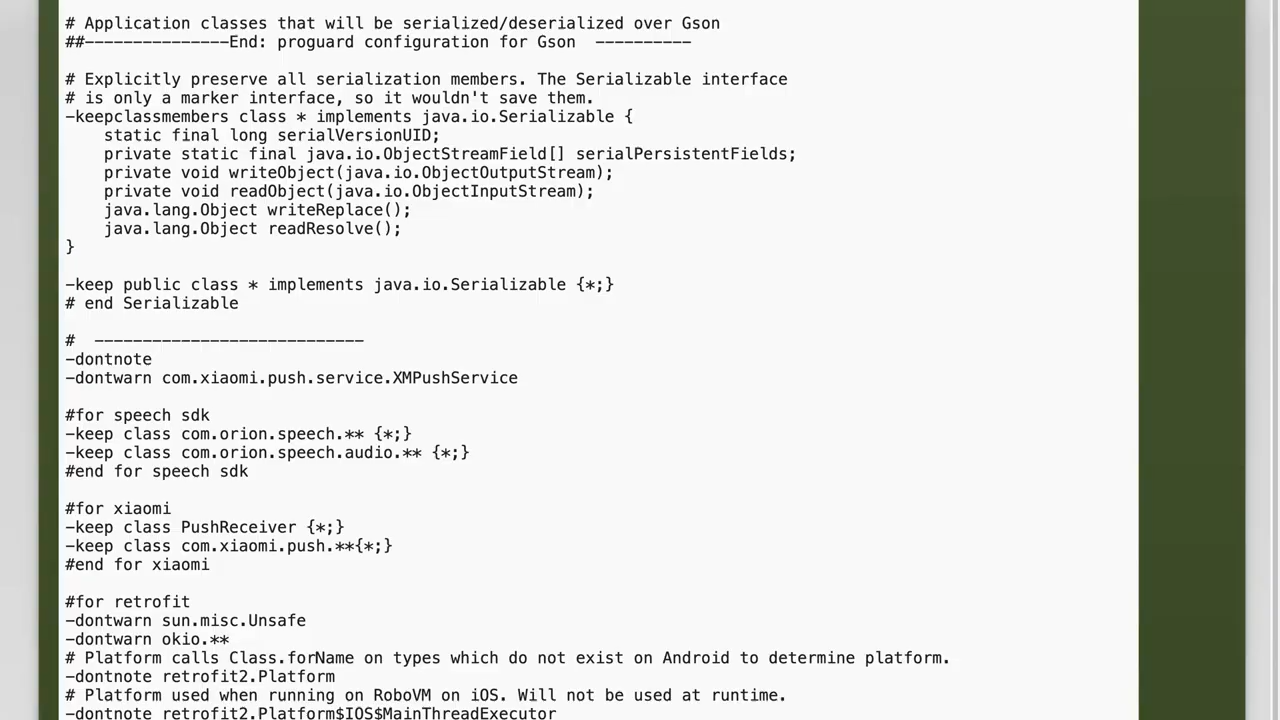 # Application classes that will be serialized/deserialized over Gson
##---------------End: proguard configuration for Gson  ----------
# Explicitly preserve all serialization members. The Serializable interface
# is only a marker interface, so it wouldn't save them.
-keepclassmembers class * implements java.io.Serializable {
    static final long serialVersionUID;
    private static final java.io.ObjectStreamField[] serialPersistentFields;
    private void writeObject(java.io.ObjectOutputStream);
    private void readObject(java.io.ObjectInputStream);
    java.lang.Object writeReplace();
    java.lang.Object readResolve();
}
-keep public class * implements java.io.Serializable {*;}
# end Serializable
#  ----------------------------
-dontnote
-dontwarn com.xiaomi.push.service.XMPushService
#for speech sdk
-keep class com.orion.speech.** {*;}
-keep class com.orion.speech.audio.** {*;}
#end for speech sdk
#for xiaomi
-keep class PushReceiver {*;}
-keep class com.xiaomi.push.**{*;}
#end for xiaomi
#for retrofit
-dontwarn sun.misc.Unsafe
-dontwarn okio.**
# Platform calls Class.forName on types which do not exist on Android to determine platform.
-dontnote retrofit2.Platform
# Platform used when running on RoboVM on iOS. Will not be used at runtime.
-dontnote retrofit2.Platform$IOS$MainThreadExecutor